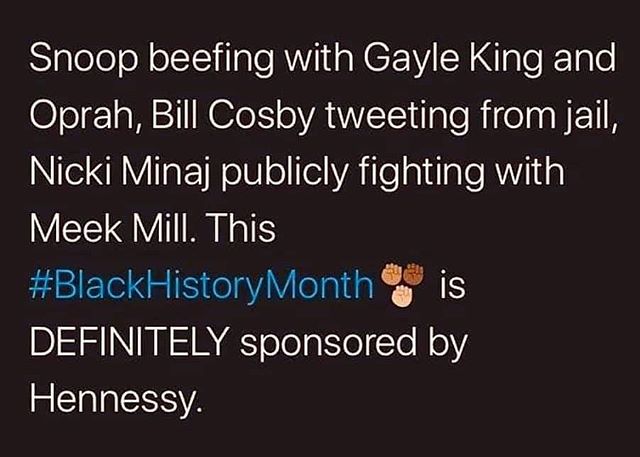 Snoop beefing with Gayle King and
Oprah, Bill Cosby tweeting from jail,
Nicki Minaj publicly fighting with
Meek Mill. This
#BlackHistoryMonth is
DEFINITELY sponsored by
Hennessy.